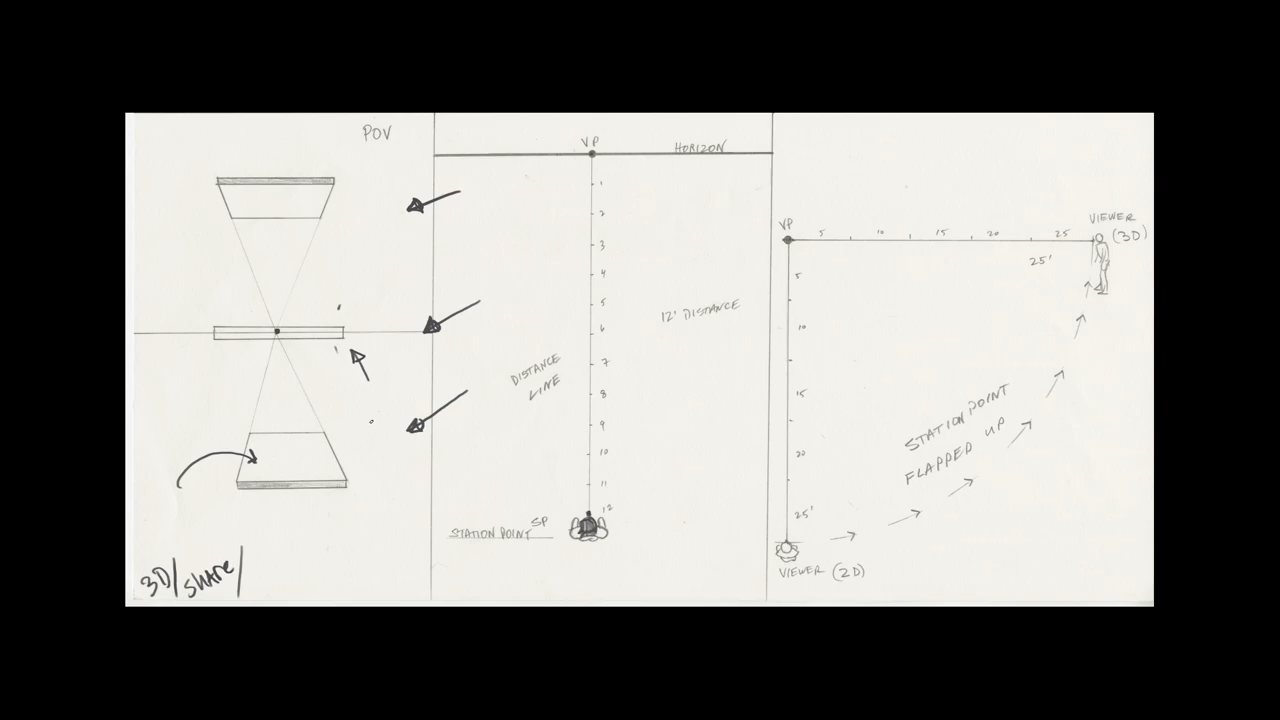 POV
3D/SHAPE/
VP
HORIZON
1
2
3
4
5
6
7
8
9
10
11
12
12' DISTANCE
DISTANCE
LINE
STATION POINT SP
VP
5
10
15
20
25
25'
VIEWER
(3D)
5
10
15
20
25'
STATION POINT
FLAPPED UP
VIEWER (2D)